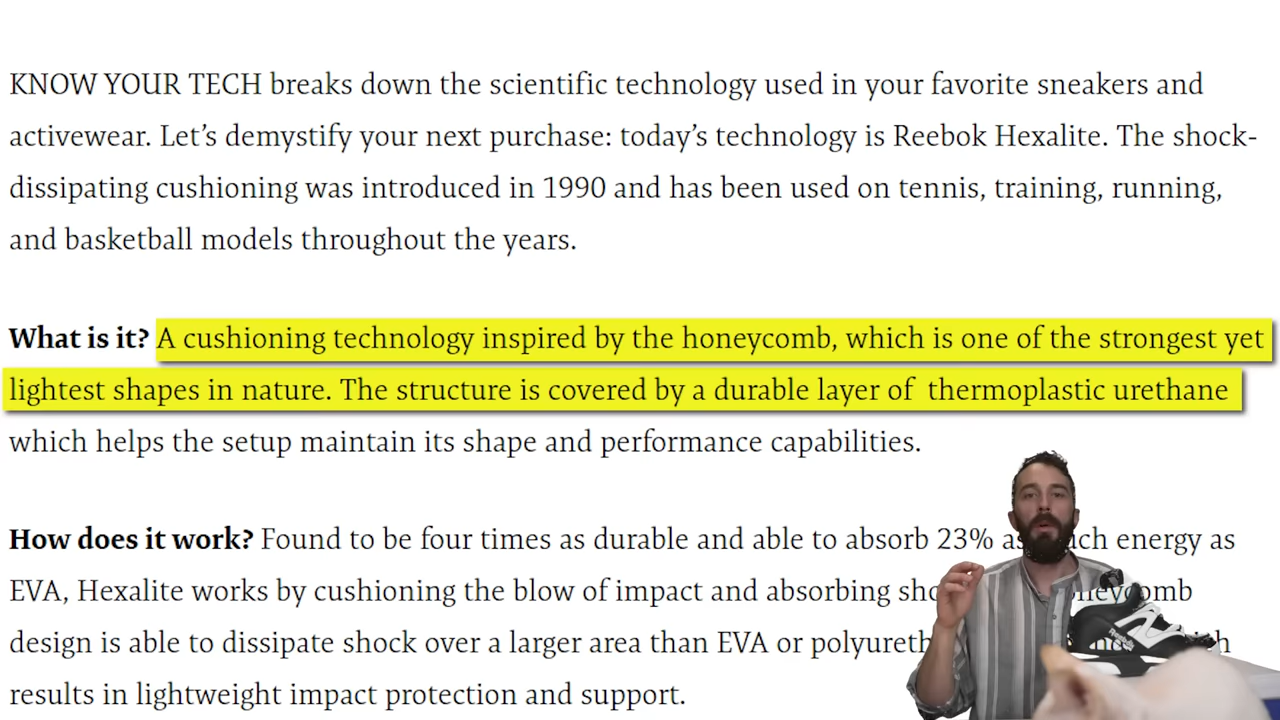 KNOW YOUR TECH breaks down the scientific technology used in your favorite sneakers and
activewear. Let’s demystify your next purchase: today’s technology is Reebok Hexalite. The shock-
dissipating cushioning was introduced in 1990 and has been used on tennis, training, running,
and basketball models throughout the years.
What is it? A cushioning technology inspired by the honeycomb, which is one of the strongest yet
lightest shapes in nature. The structure is covered by a durable layer of thermoplastic urethane
which helps the setup maintain its shape and performance capabilities.
How does it work? Found to be four times as durable and able to absorb 23% energy as
EVA, Hexalite works by cushioning the blow of impact and absorbing
design is able to dissipate shock over a larger area than EVA or
results in lightweight impact protection and support.
Reebok